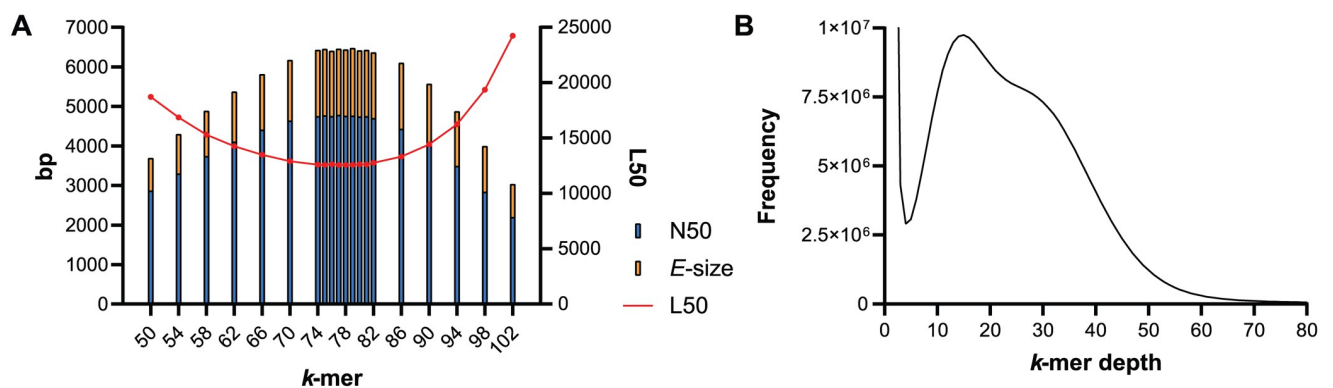 A
7000
6000
5000
4000
3000
2000
1000
0
bp
25000
20000
15000
10000
5000
0
L50
50 54 58 62 66 70 74 78 82 86 90 94 98 102
k-mer
N50
E-size
L50
B
1×10⁷
7.5×10⁶
5×10⁶
2.5×10⁶
0
Frequency
0 10 20 30 40 50 60 70 80
k-mer depth